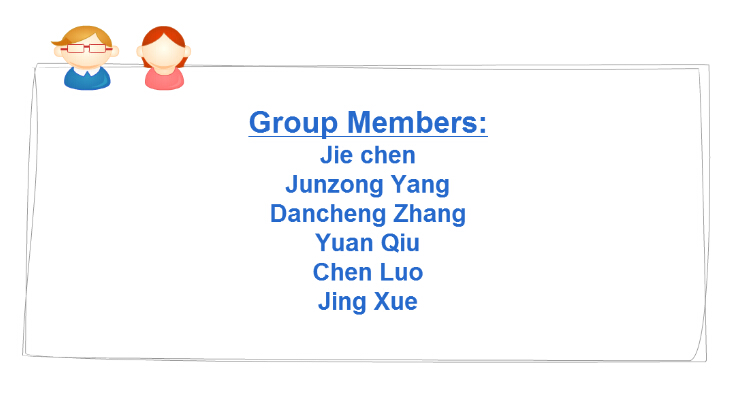 Group Members:
Jie chen
Junzong Yang
Dancheng Zhang
Yuan Qiu
Chen Luo
Jing Xue